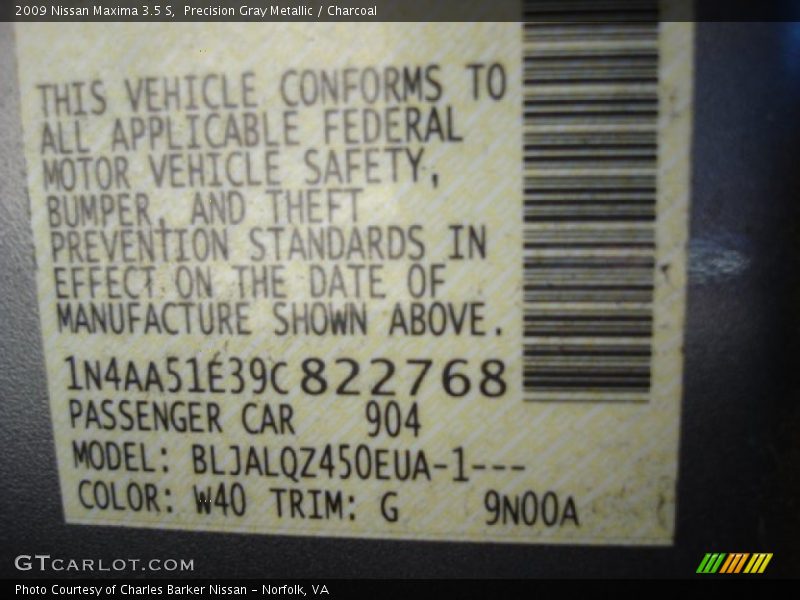 2009 Nissan Maxima 3.5 S,  Precision Gray Metallic / Charcoal
THIS VEHICLE CONFORMS TO
ALL APPLICABLE FEDERAL
MOTOR VEHICLE SAFETY,
BUMPER, AND THEFT
PREVENTION STANDARDS IN
EFFECT ON THE DATE OF
MANUFACTURE SHOWN ABOVE.
1N4AA51E39C822768
PASSENGER CAR 904
MODEL: BLJALQZ450EUA-1---
COLOR: W40 TRIM: G 9N00A
GTCARLOT.COM
Photo Courtesy of Charles Barker Nissan - Norfolk, VA